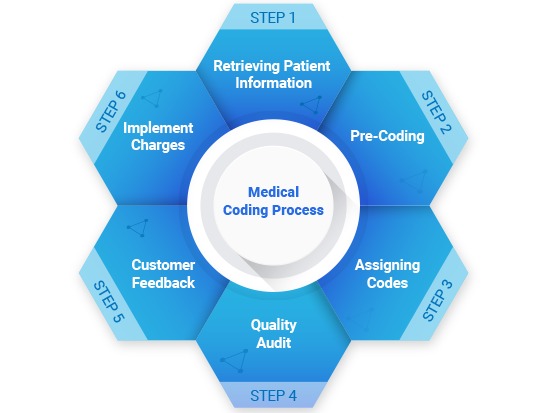 STEP 1
Retrieving Patient
Information
STEP 2
Pre-Coding
STEP 3
Assigning
Codes
STEP 4
Quality
Audit
STEP 5
Customer
Feedback
STEP 6
Implement
Charges
Medical
Coding Process